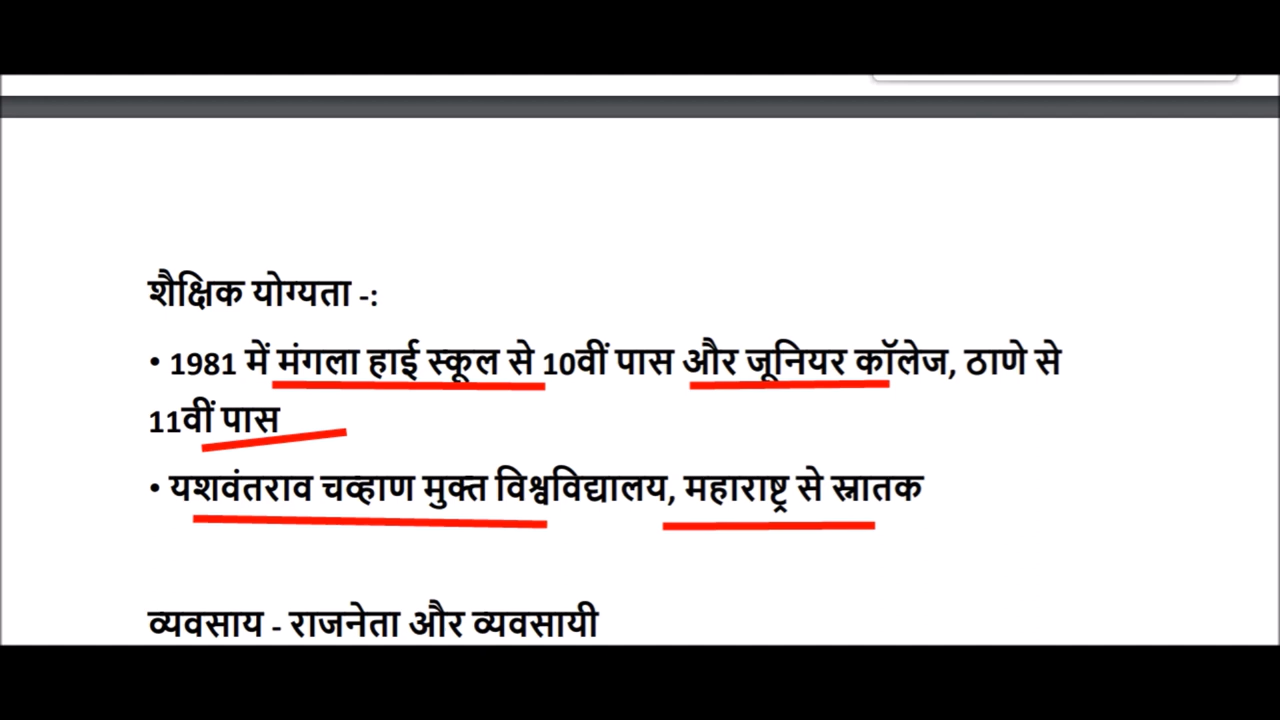 शैक्षिक योग्यता -:
• 1981 में मंगला हाई स्कूल से 10वीं पास और जूनियर कॉलेज, ठाणे से
11वीं पास
• यशवंतराव चव्हाण मुक्त विश्वविद्यालय, महाराष्ट्र से स्नातक
व्यवसाय - राजनेता और व्यवसायी